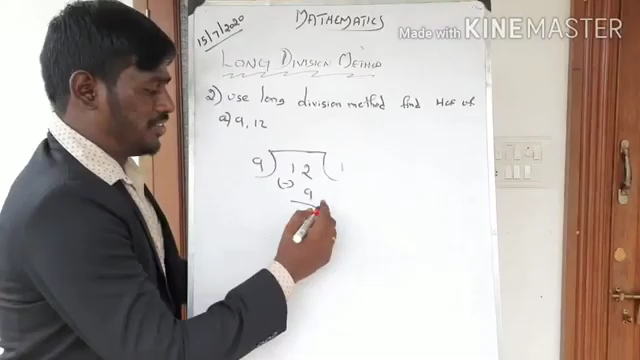 15/7/2020
MATHEMATICS
Made with KINEMASTER
LONG DIVISION METHOD
2) Use long division method find HCF of
a) 9, 12
9) 12 ( 1
(-) 9